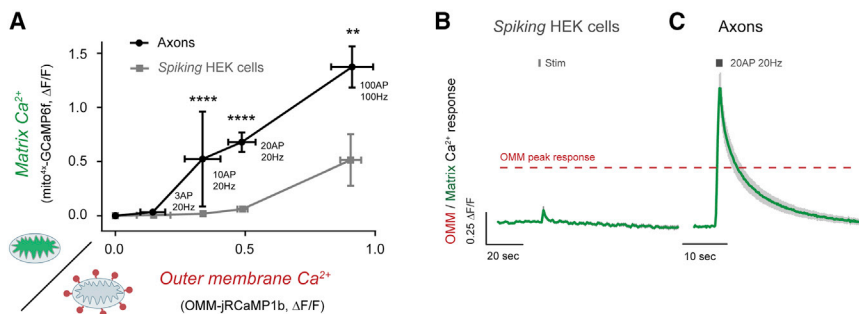 A
Axons
Spiking HEK cells
**
****
****
100AP
100Hz
20AP
20Hz
10AP
20Hz
3AP
20Hz
1.5
1.0
0.5
0.0
0.0
0.5
1.0
Matrix Ca²⁺
(mito⁴ˣ-GCaMP6f, ΔF/F)
Outer membrane Ca²⁺
(OMM-jRCaMP1b, ΔF/F)
B
Spiking HEK cells
Stim
OMM peak response
OMM / Matrix Ca²⁺ response
0.25 ΔF/F
20 sec
C
Axons
20AP 20Hz
10 sec